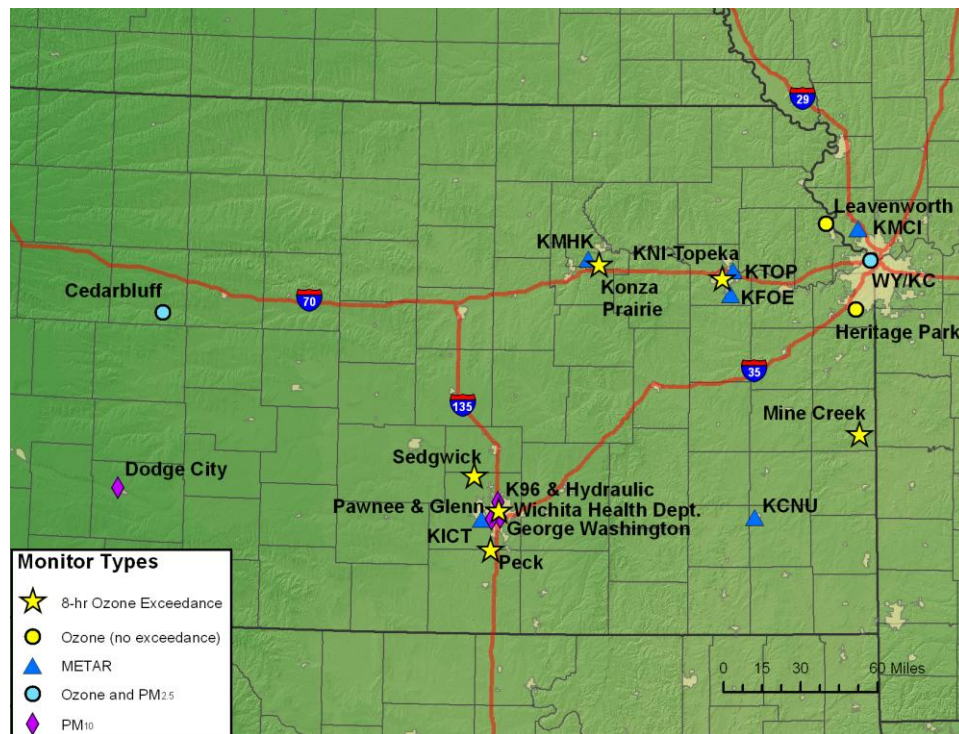 29
Leavenworth
KMCI
KMHK
KNI-Topeka
KTOP
WY/KC
Konza
Prairie
KFOE
Cedarbluff
70
Heritage Park
35
135
Mine Creek
Sedgwick
Dodge City
K96 & Hydraulic
Pawnee & Glenn
Wichita Health Dept.
KCNU
George Washington
KICT
Peck
Monitor Types
8-hr Ozone Exceedance
Ozone (no exceedance)
METAR
Ozone and PM2.5
PM10
0 15 30 60 Miles